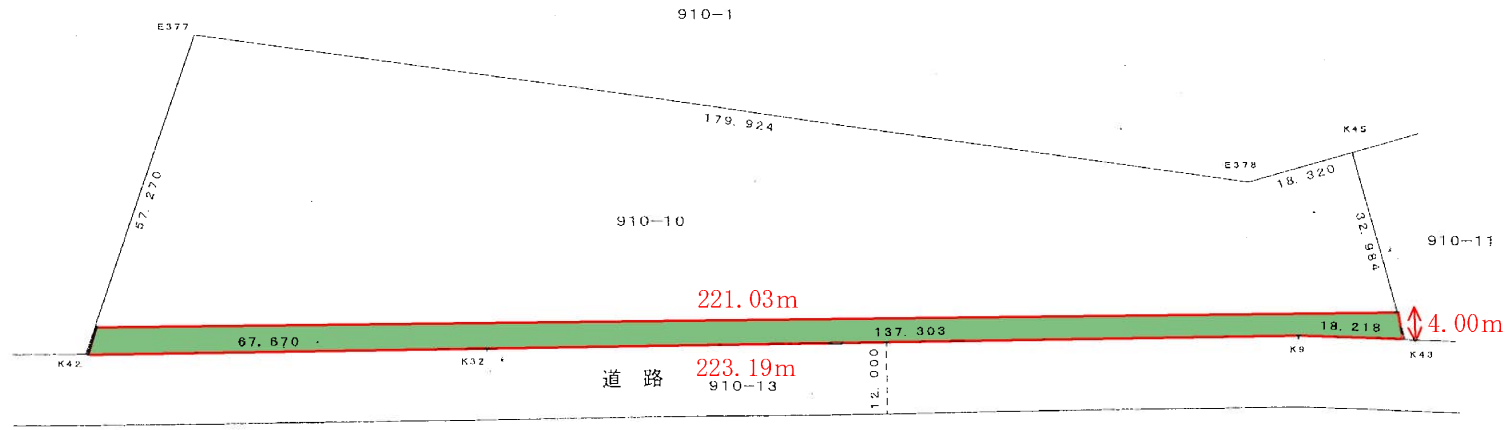 910-1
E377
179.924
K45
E378
18.320
57.270
910-10
32.984
910-11
221.03m
4.00m
67.670
137.303
18.218
K42
K32
K9
K43
道路
223.19m
910-13
12.000